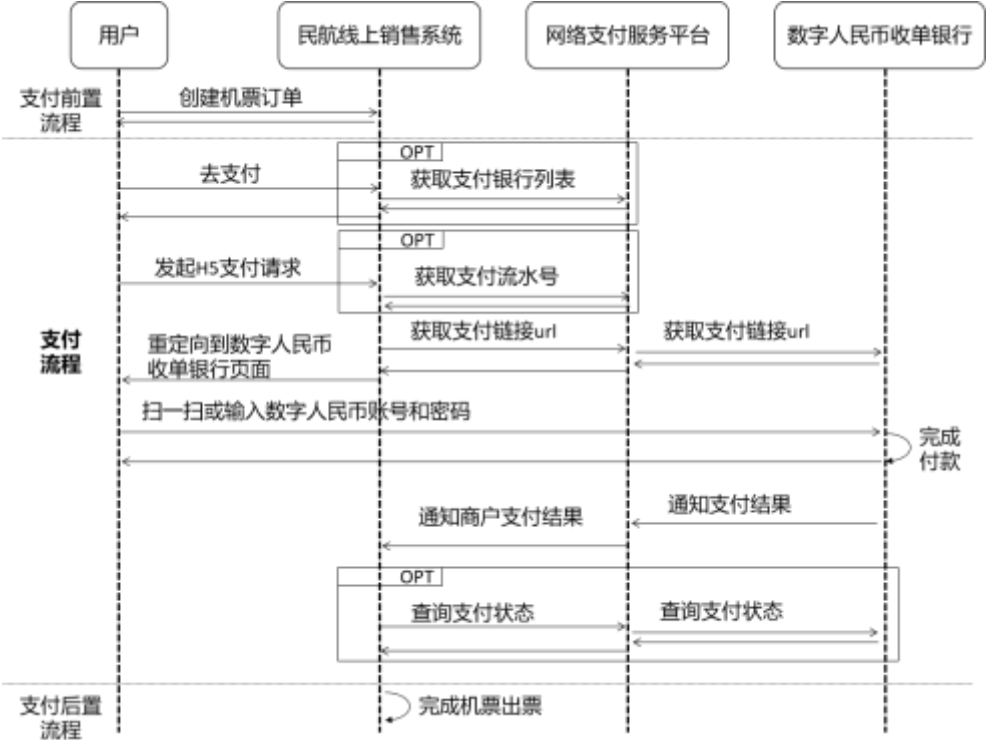 用户
民航线上销售系统
网络支付服务平台
数字人民币收单银行
支付前置
流程
创建机票订单
OPT
去支付
获取支付银行列表
OPT
发起H5支付请求
获取支付流水号
支付
流程
获取支付链接url
获取支付链接url
重定向到数字人民币
收单银行页面
扫一扫或输入数字人民币账号和密码
完成
付款
通知支付结果
通知商户支付结果
OPT
查询支付状态
查询支付状态
支付后置
流程
完成机票出票